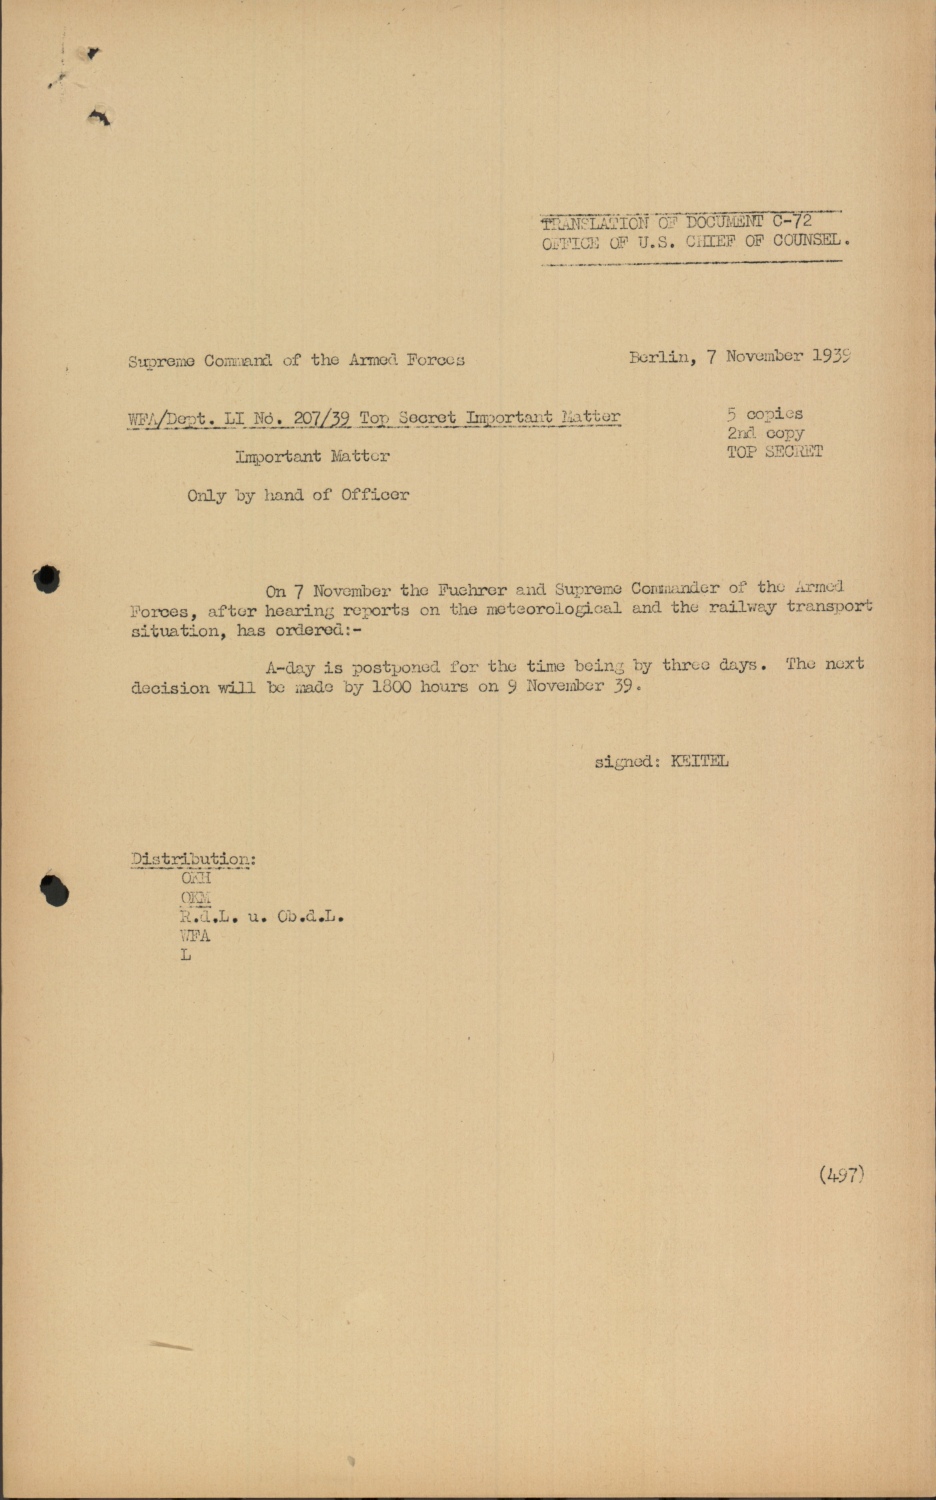 TRANSLATION OF DOCUMENT C-72
OFFICE OF U.S. CHIEF OF COUNSEL.
Supreme Command of the Armed Forces
Berlin, 7 November 1939
WFA/Dept. LI No. 207/39 Top Secret Important Matter
5 copies
2nd copy
TOP SECRET
Important Matter
Only by hand of Officer
On 7 November the Fuehrer and Supreme Commander of the Armed
Forces, after hearing reports on the meteorological and the railway transport
situation, has ordered:-
A-day is postponed for the time being by three days. The next
decision will be made by 1800 hours on 9 November 39.
signed: KEITEL
Distribution:
OKH
OKM
R.d.L. u. Ob.d.L.
WFA
L
(497)